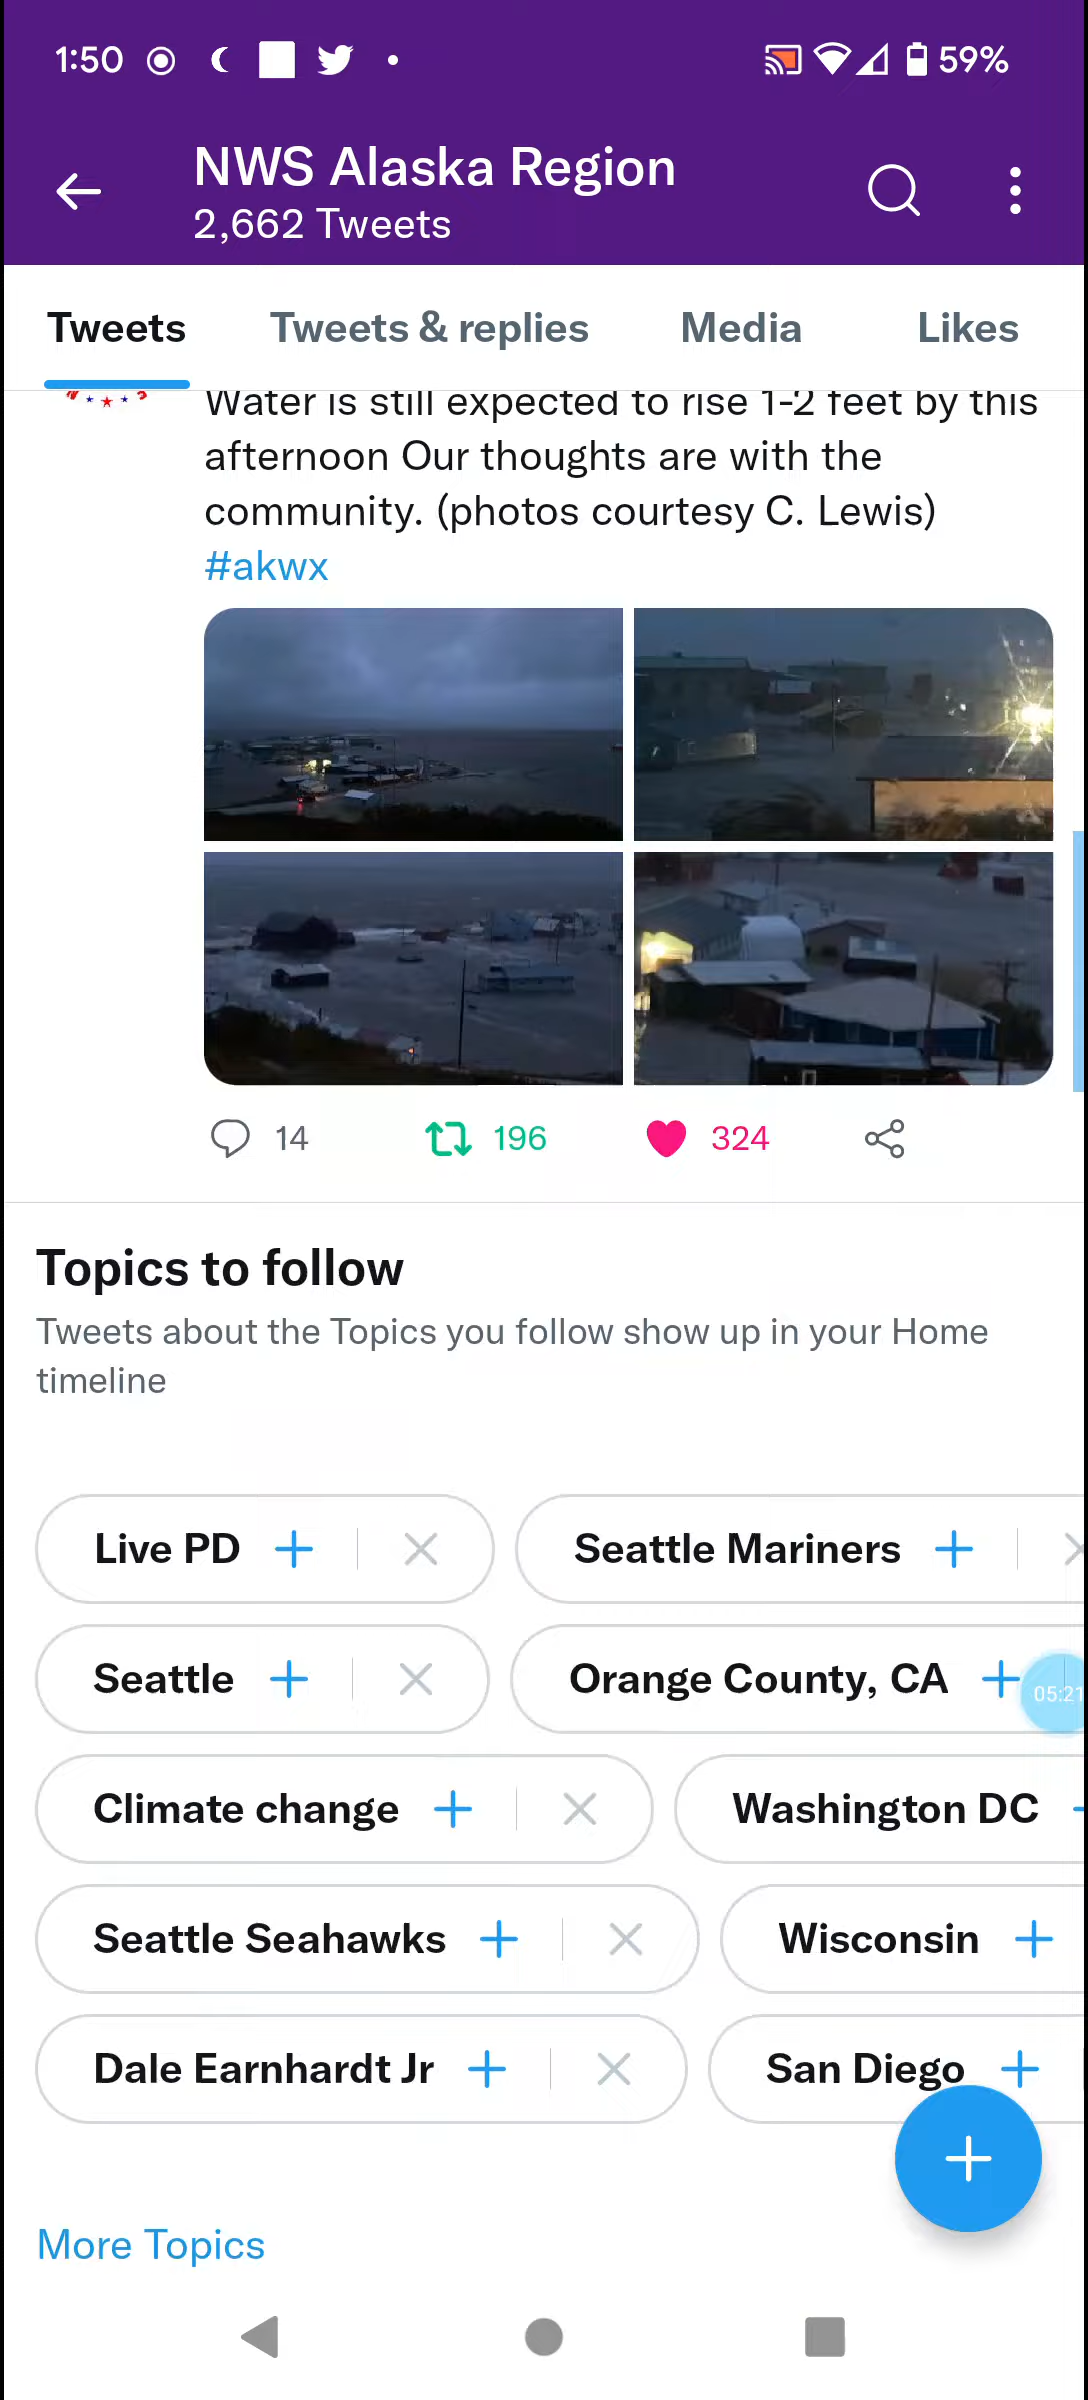 1:50
59%
NWS Alaska Region
2,662 Tweets
Tweets
Tweets & replies
Media
Likes
Water is still expected to rise 1-2 feet by this
afternoon Our thoughts are with the
community. (photos courtesy C. Lewis)
#akwx
14
196
324
Topics to follow
Tweets about the Topics you follow show up in your Home
timeline
Live PD
Seattle Mariners
Seattle
Orange County, CA
05:21
Climate change
Washington DC
Seattle Seahawks
Wisconsin
Dale Earnhardt Jr
San Diego
More Topics